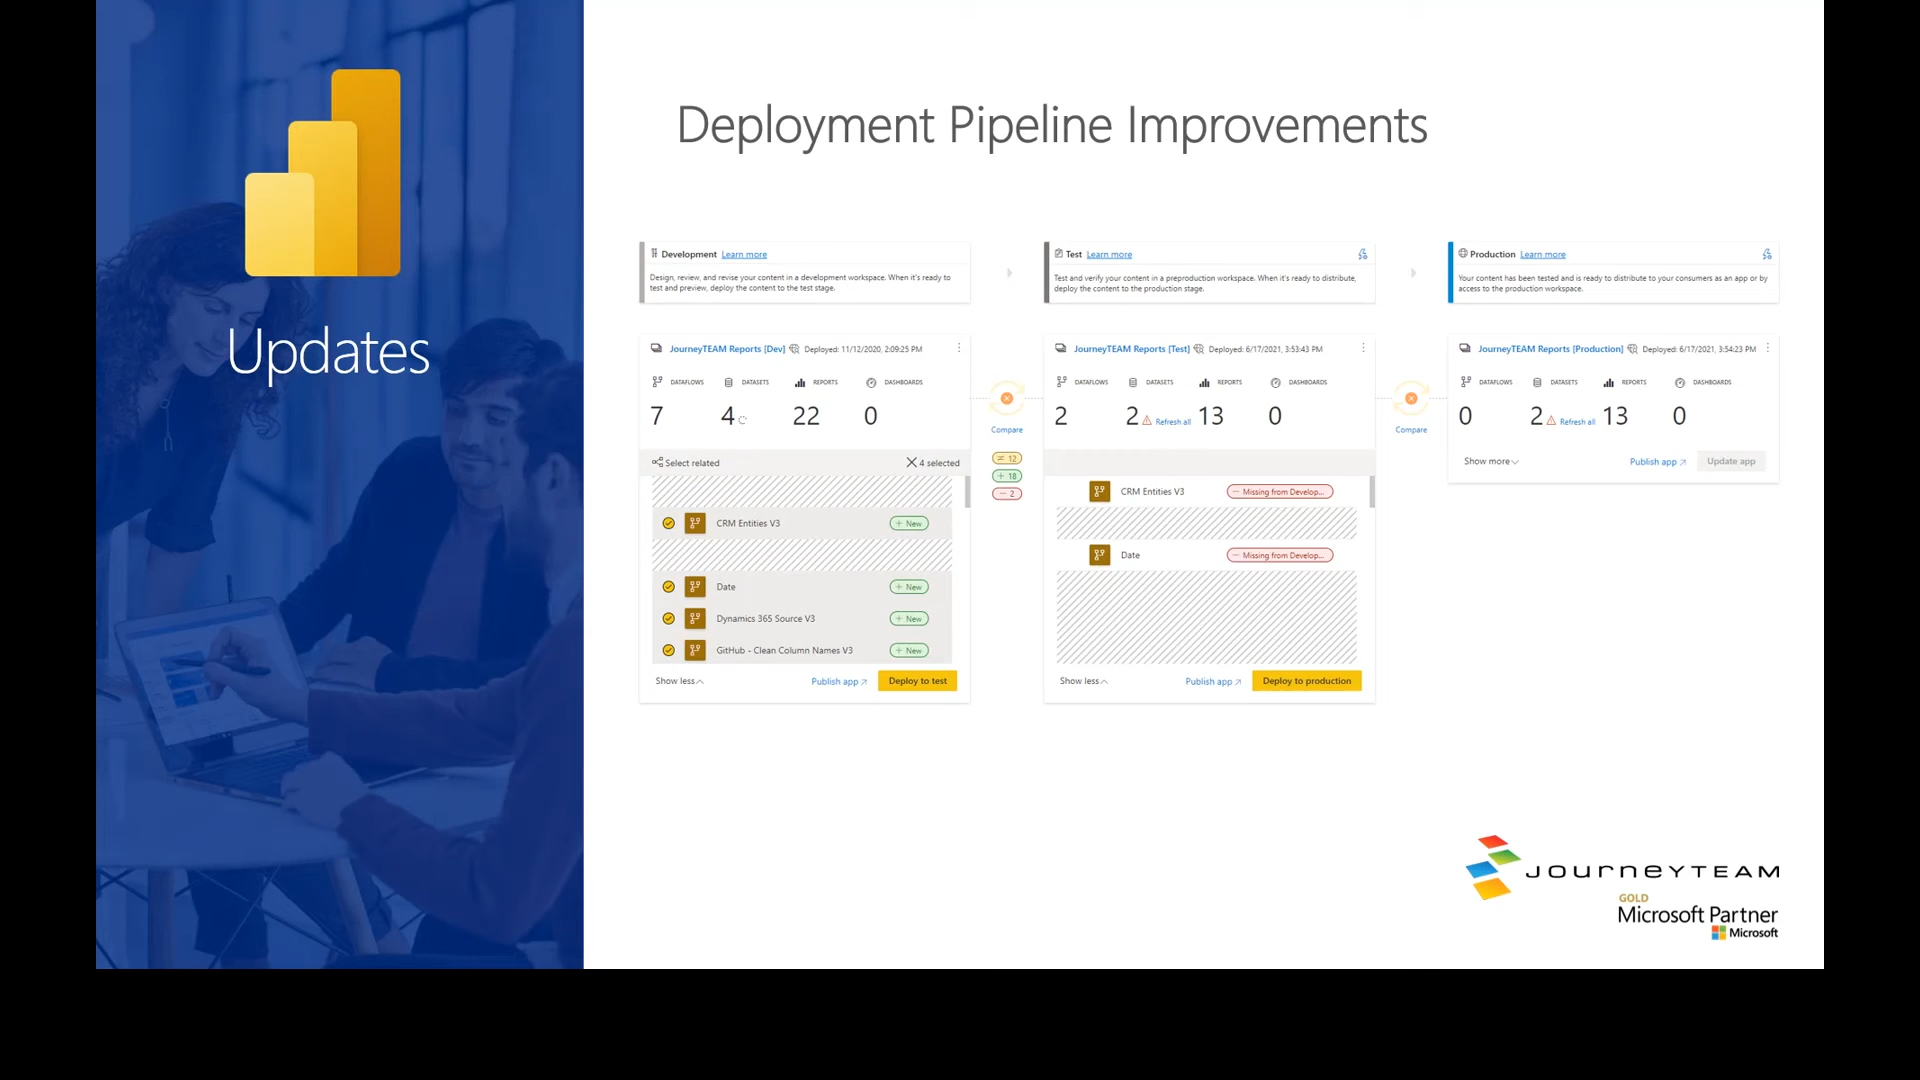 Updates
Deployment Pipeline Improvements
Development Learn more
Design, review, and revise your content in a development workspace. When it's ready to
test and preview, deploy the content to the test stage.
Test Learn more
Test and verify your content in a preproduction workspace. When it's ready to distribute,
deploy the content to the production stage.
Production Learn more
Your content has been tested and is ready to distribute to your consumers as an app or by
access to the production workspace.
JourneyTEAM Reports [Dev] Deployed: 11/12/2020, 2:09:25 PM
DATAFLOWS DATASETS REPORTS DASHBOARDS
7 4 22 0
Select related 4 selected
CRM Entities V3 + New
Date + New
Dynamics 365 Source V3 + New
GitHub - Clean Column Names V3 + New
Show less Publish app Deploy to test
Compare
≠ 12
+ 18
− 2
JourneyTEAM Reports [Test] Deployed: 6/17/2021, 3:53:43 PM
DATAFLOWS DATASETS REPORTS DASHBOARDS
2 2 Refresh all 13 0
CRM Entities V3 − Missing from Develop...
Date − Missing from Develop...
Show less Publish app Deploy to production
Compare
JourneyTEAM Reports [Production] Deployed: 6/17/2021, 3:54:23 PM
DATAFLOWS DATASETS REPORTS DASHBOARDS
0 2 Refresh all 13 0
Show more Publish app Update app
JOURNEYTEAM
GOLD
Microsoft Partner
Microsoft